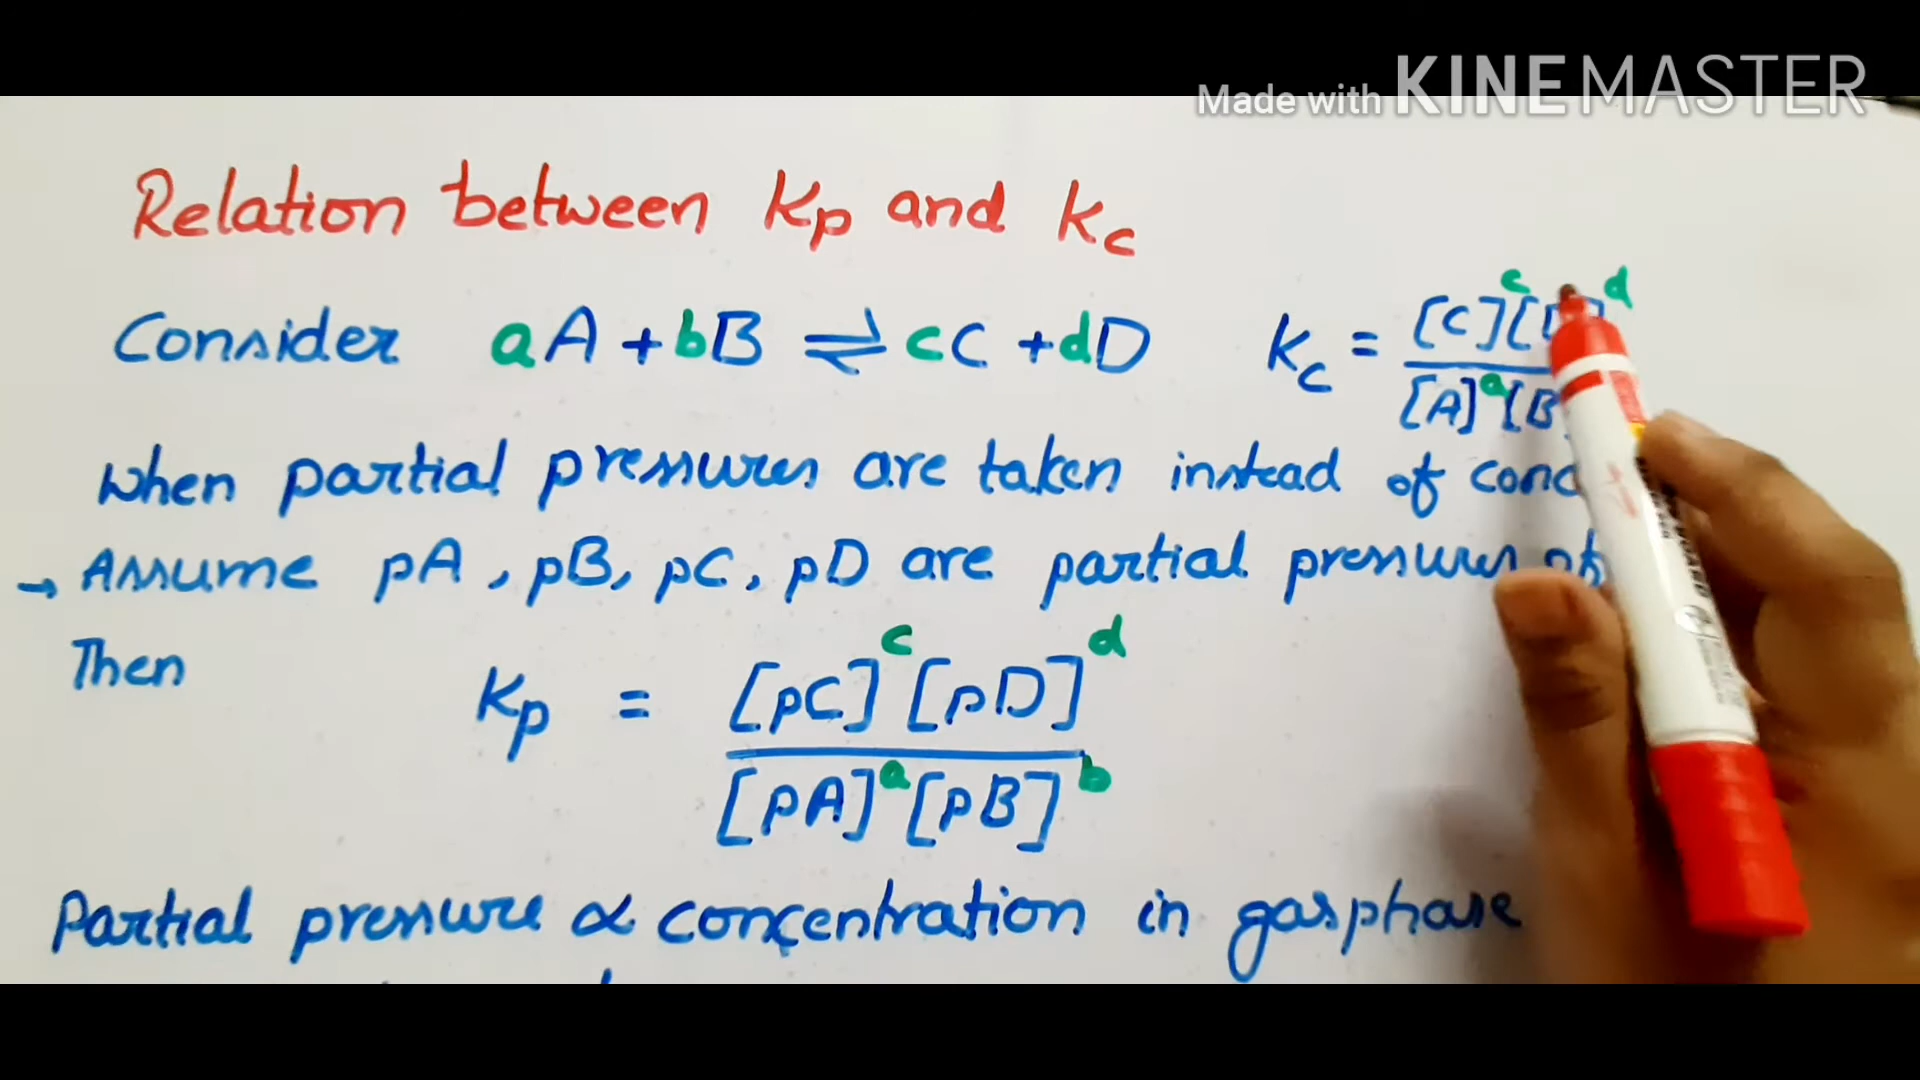 Made with KINEMASTER
Relation between Kp and Kc
Consider aA + bB ⇌ cC + dD Kc = [C]^c [D]^d / [A]^a [B
When partial pressures are taken instead of conc
→ Assume pA, pB, pC, pD are partial pressures of
Then Kp = [pC]^c [pD]^d / [pA]^a [pB]^b
Partial pressure ∝ concentration in gas phase